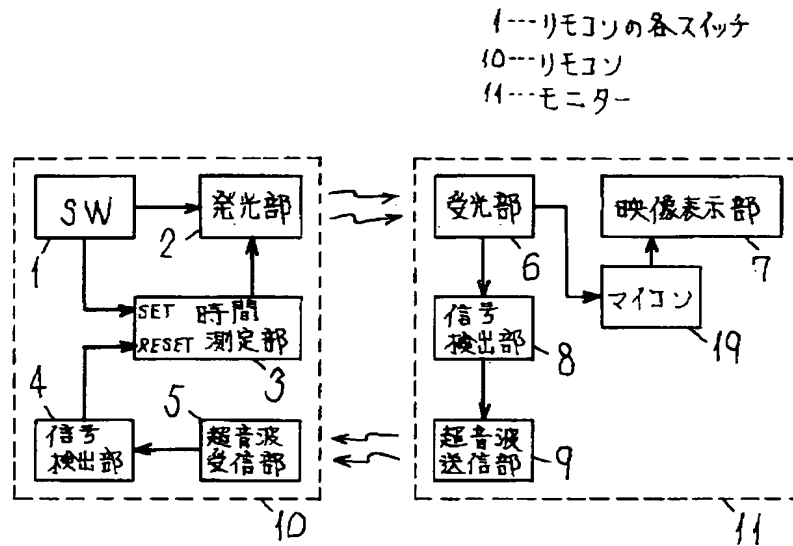 1---リモコンの各スイッチ
10---リモコン
11---モニター
SW
発光部
受光部
映像表示部
1
2
6
7
SET 時間
RESET 測定部
信号
検出部
マイコン
3
8
19
4
5
信号
検出部
超音波
受信部
超音波
送信部
9
10
11